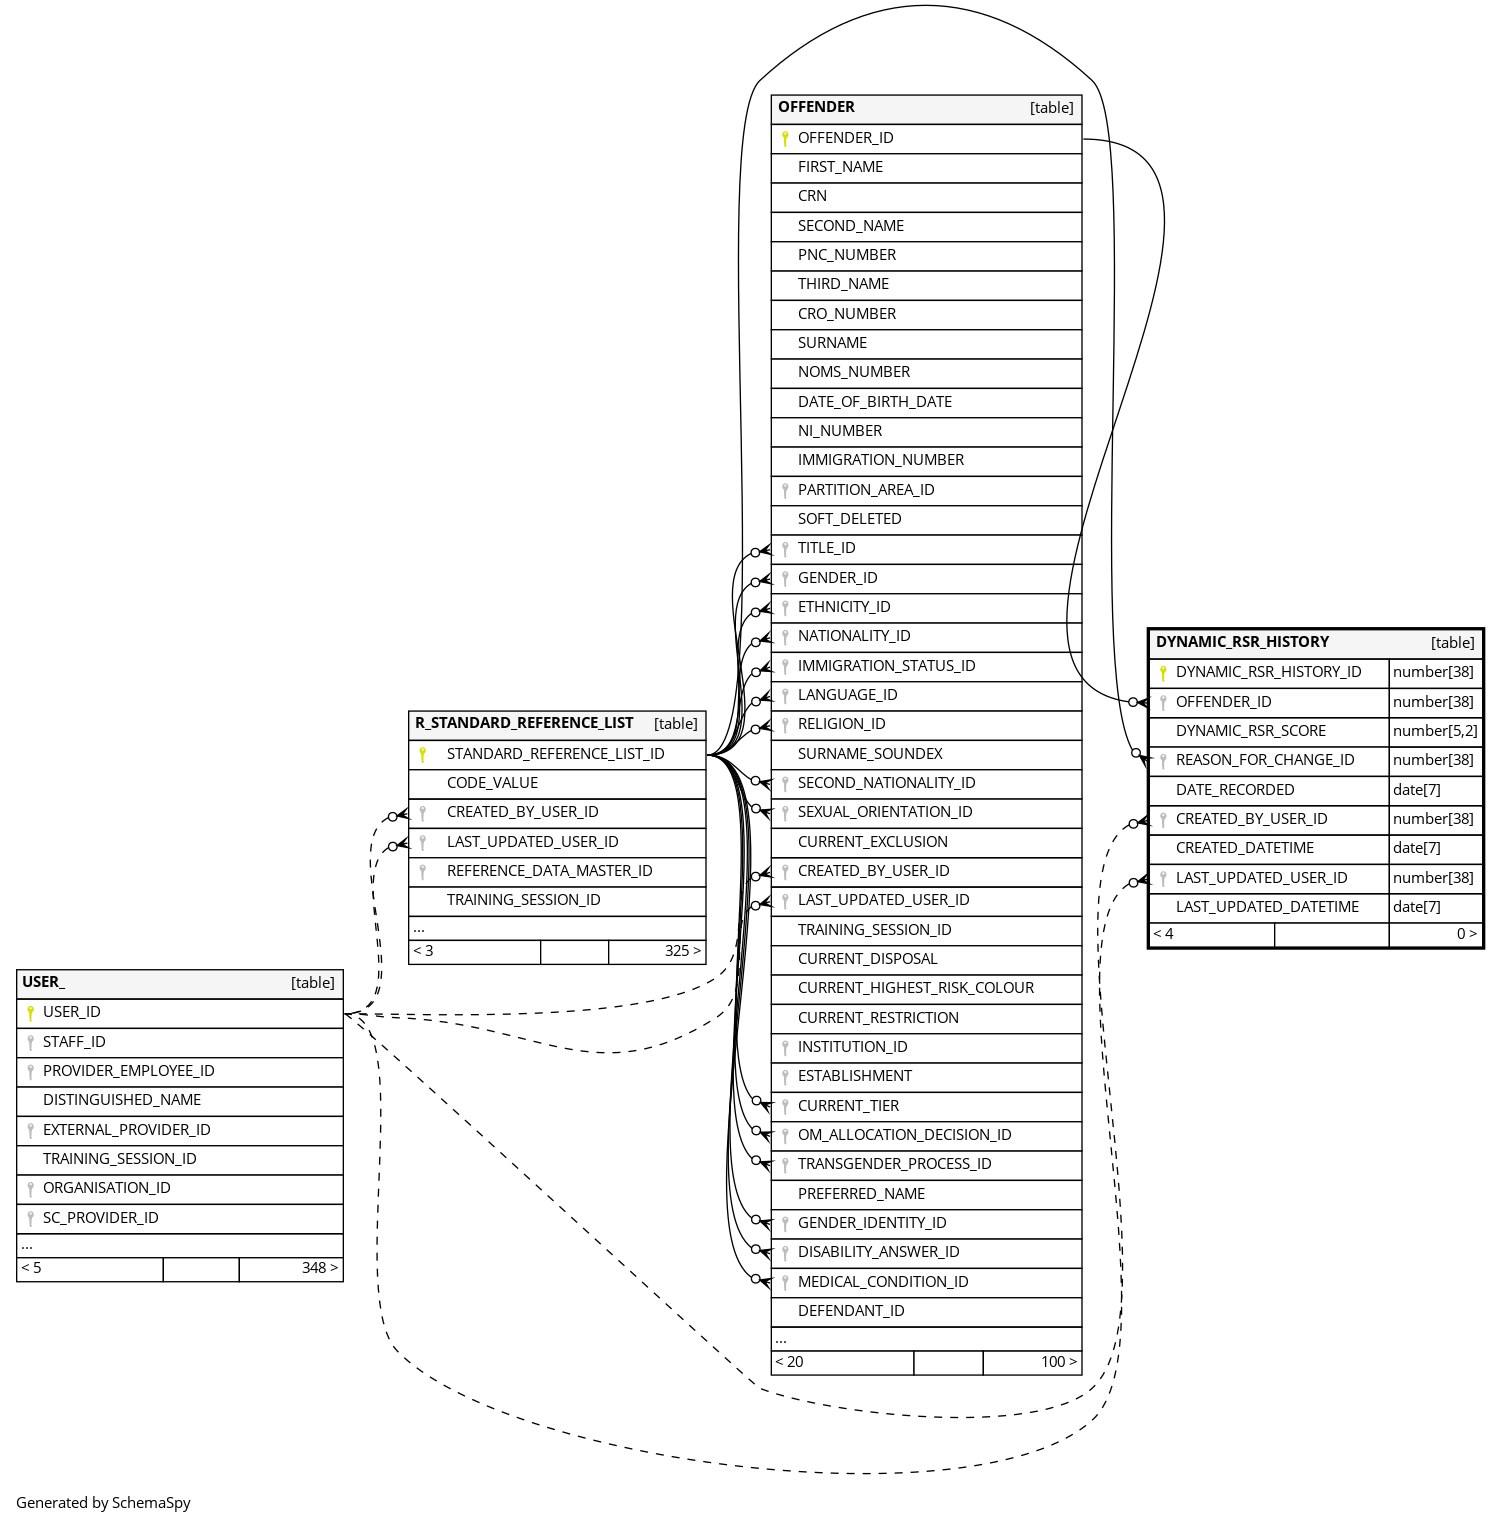 OFFENDER [table]
OFFENDER_ID
FIRST_NAME
CRN
SECOND_NAME
PNC_NUMBER
THIRD_NAME
CRO_NUMBER
SURNAME
NOMS_NUMBER
DATE_OF_BIRTH_DATE
NI_NUMBER
IMMIGRATION_NUMBER
PARTITION_AREA_ID
SOFT_DELETED
TITLE_ID
GENDER_ID
ETHNICITY_ID
NATIONALITY_ID
IMMIGRATION_STATUS_ID
LANGUAGE_ID
RELIGION_ID
SURNAME_SOUNDEX
SECOND_NATIONALITY_ID
SEXUAL_ORIENTATION_ID
CURRENT_EXCLUSION
CREATED_BY_USER_ID
LAST_UPDATED_USER_ID
TRAINING_SESSION_ID
CURRENT_DISPOSAL
CURRENT_HIGHEST_RISK_COLOUR
CURRENT_RESTRICTION
INSTITUTION_ID
ESTABLISHMENT
CURRENT_TIER
OM_ALLOCATION_DECISION_ID
TRANSGENDER_PROCESS_ID
PREFERRED_NAME
GENDER_IDENTITY_ID
DISABILITY_ANSWER_ID
MEDICAL_CONDITION_ID
DEFENDANT_ID
...
< 20 100 >
DYNAMIC_RSR_HISTORY [table]
DYNAMIC_RSR_HISTORY_ID number[38]
OFFENDER_ID number[38]
DYNAMIC_RSR_SCORE number[5,2]
REASON_FOR_CHANGE_ID number[38]
DATE_RECORDED date[7]
CREATED_BY_USER_ID number[38]
CREATED_DATETIME date[7]
LAST_UPDATED_USER_ID number[38]
LAST_UPDATED_DATETIME date[7]
< 4 0 >
R_STANDARD_REFERENCE_LIST [table]
STANDARD_REFERENCE_LIST_ID
CODE_VALUE
CREATED_BY_USER_ID
LAST_UPDATED_USER_ID
REFERENCE_DATA_MASTER_ID
TRAINING_SESSION_ID
...
< 3 325 >
USER_ [table]
USER_ID
STAFF_ID
PROVIDER_EMPLOYEE_ID
DISTINGUISHED_NAME
EXTERNAL_PROVIDER_ID
TRAINING_SESSION_ID
ORGANISATION_ID
SC_PROVIDER_ID
...
< 5 348 >
Generated by SchemaSpy